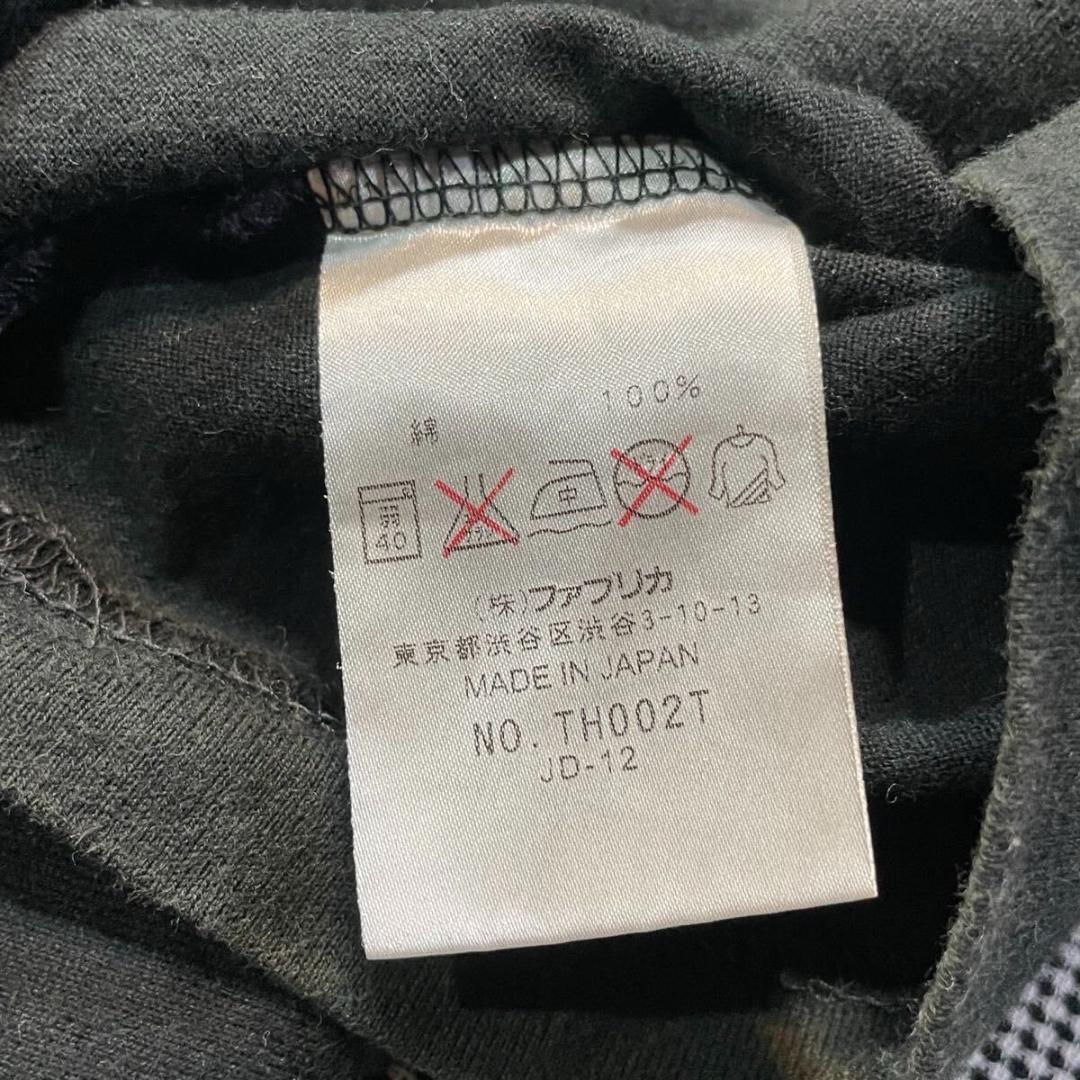 綿 100%
弱 40 中
(株)ファブリカ
東京都渋谷区渋谷3-10-13
MADE IN JAPAN
NO. TH002T
JD-12